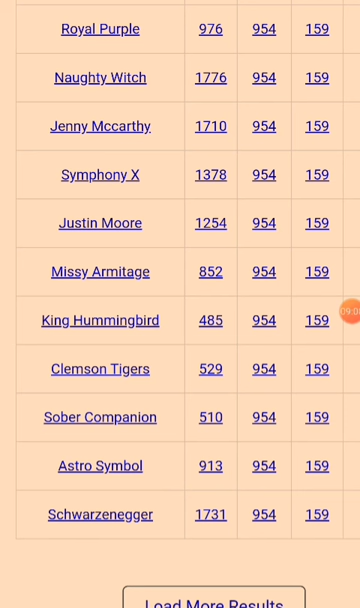 Royal Purple 976 954 159
Naughty Witch 1776 954 159
Jenny Mccarthy 1710 954 159
Symphony X 1378 954 159
Justin Moore 1254 954 159
Missy Armitage 852 954 159
King Hummingbird 485 954 159
Clemson Tigers 529 954 159
Sober Companion 510 954 159
Astro Symbol 913 954 159
Schwarzenegger 1731 954 159
Load More Results